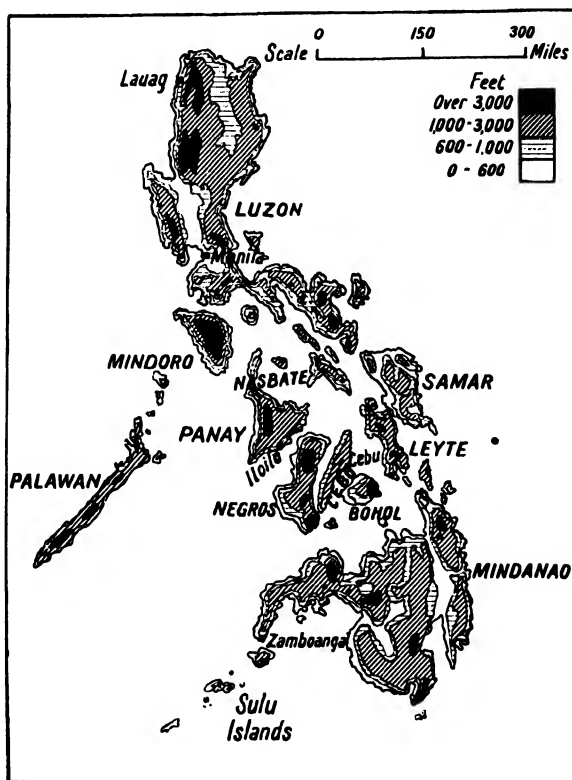 Scale 0 150 300 Miles
Feet
Over 3,000
1,000-3,000
600-1,000
0 - 600
Lauag
LUZON
Manila
MINDORO
NASBATE
SAMAR
PANAY
Iloilo
Cebu
LEYTE
PALAWAN
NEGROS
BOHOL
MINDANAO
Zamboanga
Sulu
Islands